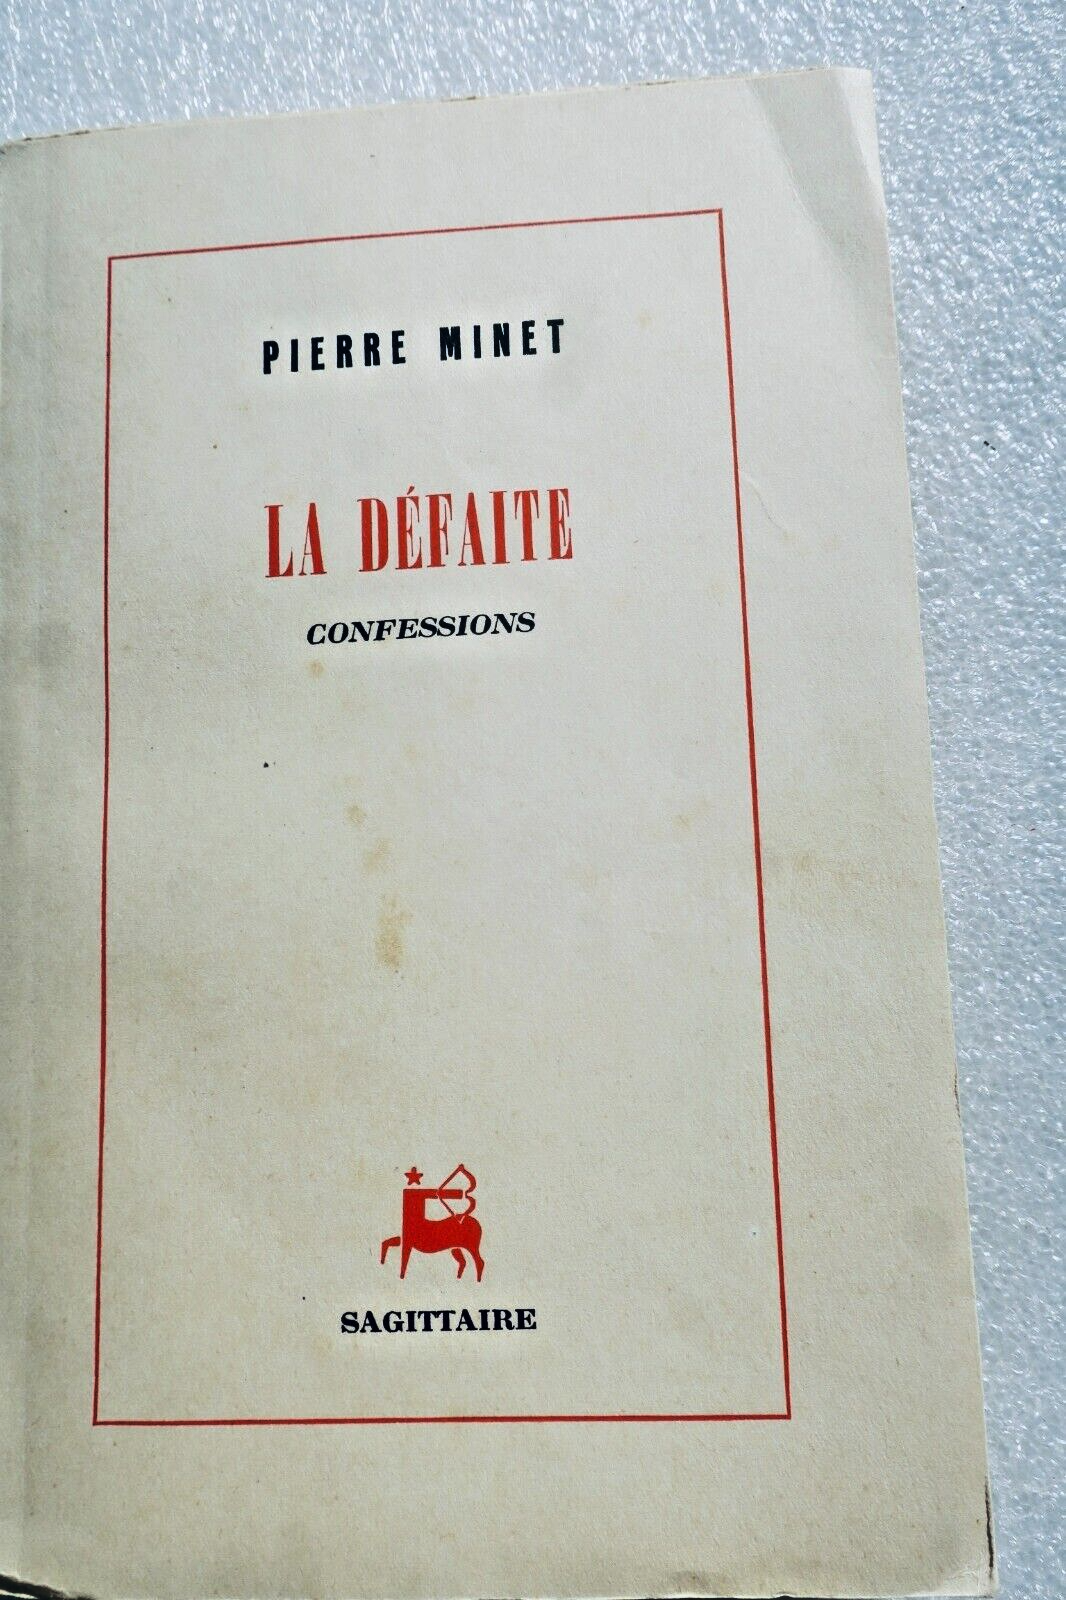 PIERRE MINET
LA DÉFAITE
CONFESSIONS
SAGITTAIRE